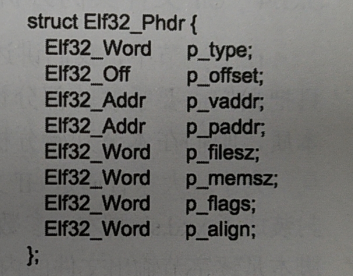 struct Elf32_Phdr {
Elf32_Word p_type;
Elf32_Off p_offset;
Elf32_Addr p_vaddr;
Elf32_Addr p_paddr;
Elf32_Word p_filesz;
Elf32_Word p_memsz;
Elf32_Word p_flags;
Elf32_Word p_align;
};